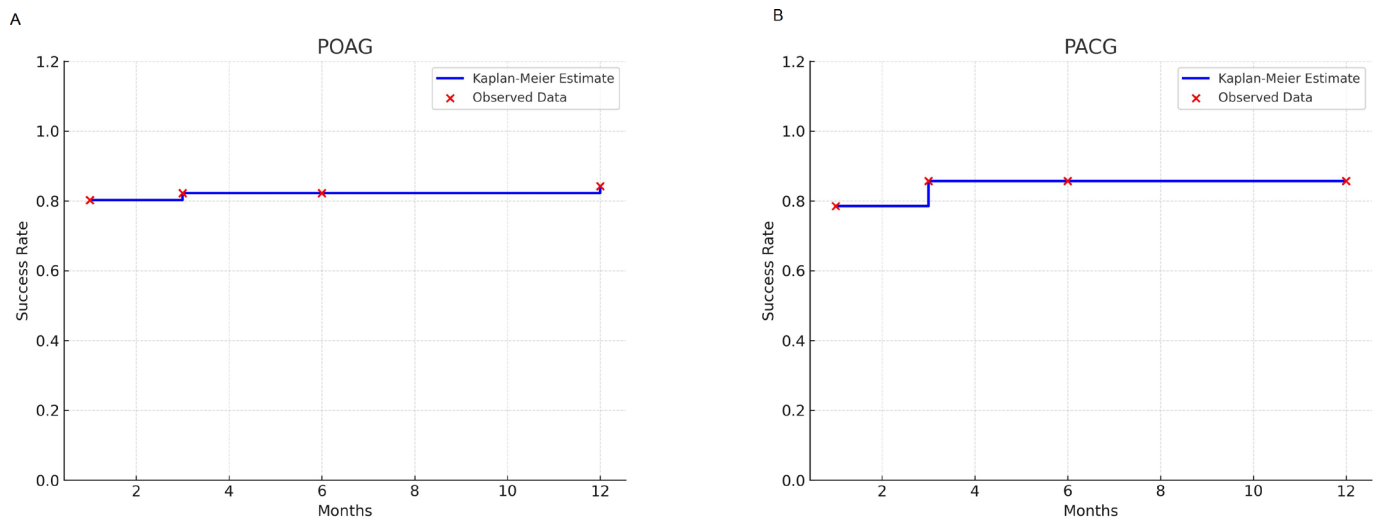 A
POAG
1.2
1.0
0.8
0.6
0.4
0.2
0.0
Success Rate
Kaplan-Meier Estimate
Observed Data
2 4 6 8 10 12
Months
B
PACG
1.2
1.0
0.8
0.6
0.4
0.2
0.0
Success Rate
Kaplan-Meier Estimate
Observed Data
2 4 6 8 10 12
Months